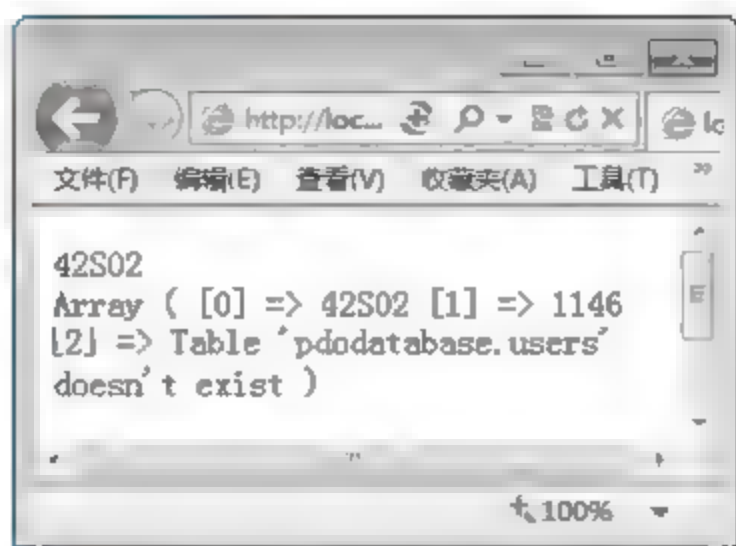 http://loc...
文件(F) 编辑(E) 查看(V) 收藏夹(A) 工具(T) »
42S02
Array ( [0] => 42S02 [1] => 1146
[2] => Table 'pdodatabase.users'
doesn't exist )
100%